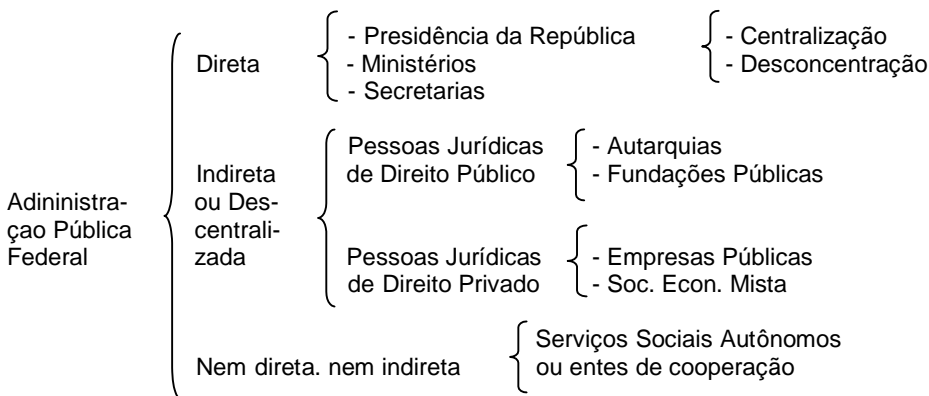 Adininistra-
çao Pública
Federal
Direta
- Presidência da República
- Ministérios
- Secretarias
- Centralização
- Desconcentração
Indireta
ou Des-
centrali-
zada
Pessoas Jurídicas
de Direito Público
- Autarquias
- Fundações Públicas
Pessoas Jurídicas
de Direito Privado
- Empresas Públicas
- Soc. Econ. Mista
Nem direta. nem indireta
Serviços Sociais Autônomos
ou entes de cooperação